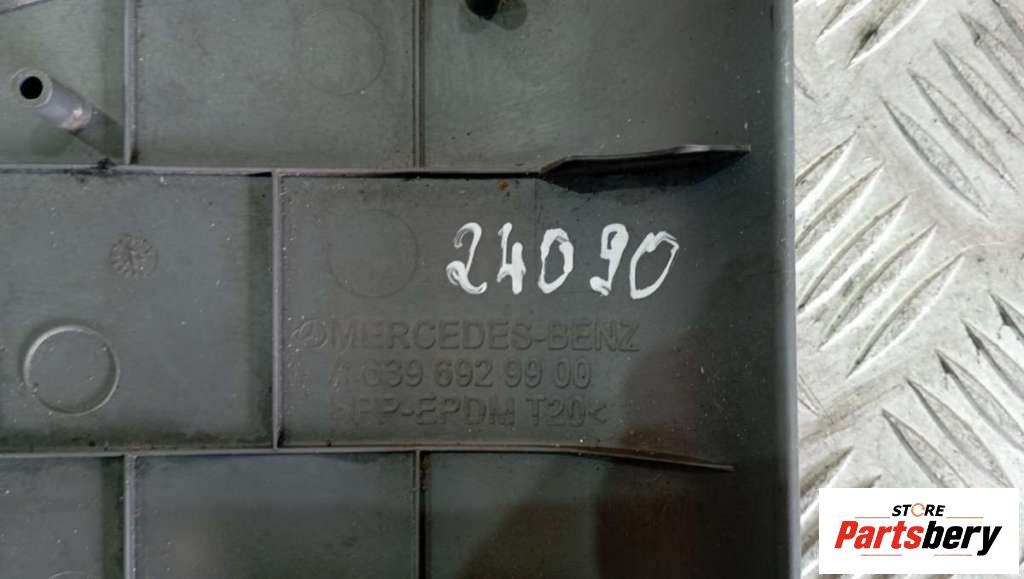 24090
MERCEDES-BENZ
A 639 692 99 00
>PP-EPDM T20<
STORE
Partsbery